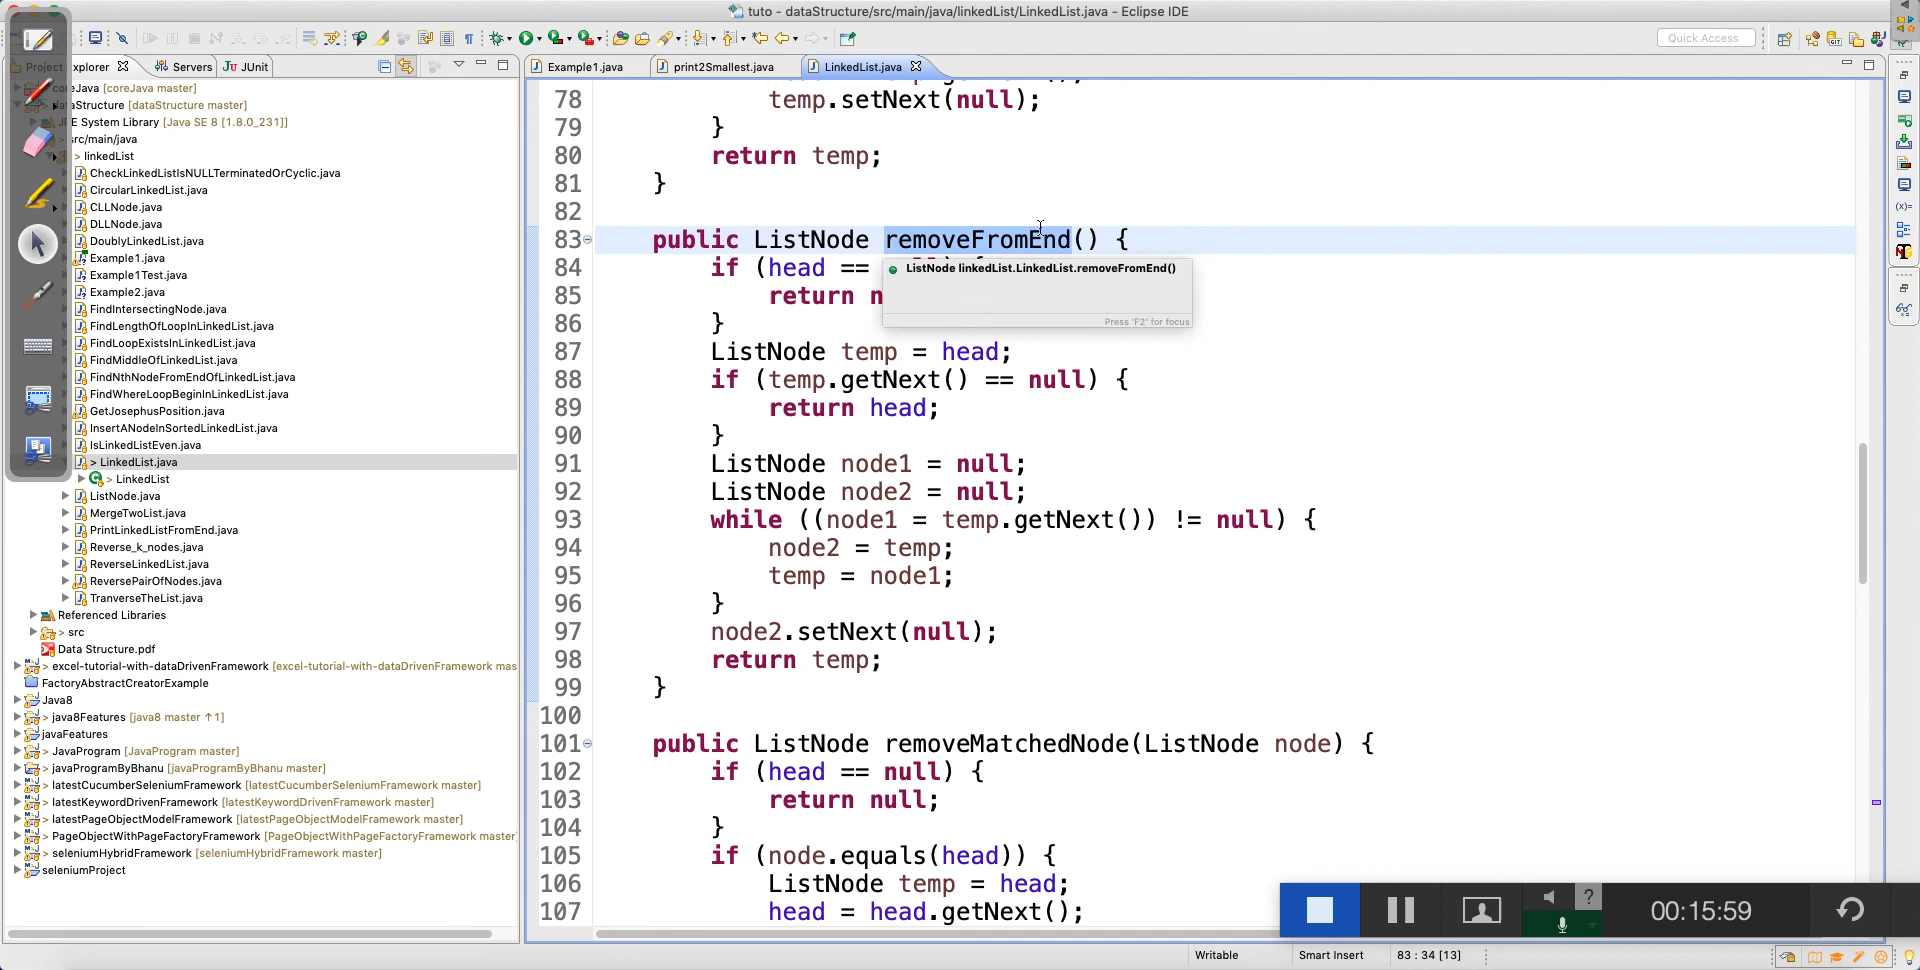 tuto - dataStructure/src/main/java/linkedList/LinkedList.java - Eclipse IDE
Quick Access
Project
xplorer
Servers
JUnit
Example1.java
print2Smallest.java
LinkedList.java
reJava [coreJava master]
aStructure [dataStructure master]
E System Library [Java SE 8 [1.8.0_231]]
src/main/java
> linkedList
CheckLinkedListIsNULLTerminatedOrCyclic.java
CircularLinkedList.java
CLLNode.java
DLLNode.java
DoublyLinkedList.java
Example1.java
Example1Test.java
Example2.java
FindIntersectingNode.java
FindLengthOfLoopInLinkedList.java
FindLoopExistsInLinkedList.java
FindMiddleOfLinkedList.java
FindNthNodeFromEndOfLinkedList.java
FindWhereLoopBeginInLinkedList.java
GetJosephusPosition.java
InsertANodeInSortedLinkedList.java
IsLinkedListEven.java
> LinkedList.java
> LinkedList
ListNode.java
MergeTwoList.java
PrintLinkedListFromEnd.java
Reverse_k_nodes.java
ReverseLinkedList.java
ReversePairOfNodes.java
TranverseTheList.java
Referenced Libraries
> src
Data Structure.pdf
> excel-tutorial-with-dataDrivenFramework [excel-tutorial-with-dataDrivenFramework mas
FactoryAbstractCreatorExample
Java8
> java8Features [java8 master ↑1]
javaFeatures
> JavaProgram [JavaProgram master]
> javaProgramByBhanu [javaProgramByBhanu master]
> latestCucumberSeleniumFramework [latestCucumberSeleniumFramework master]
> latestKeywordDrivenFramework [latestKeywordDrivenFramework master]
> latestPageObjectModelFramework [latestPageObjectModelFramework master]
> PageObjectWithPageFactoryFramework [PageObjectWithPageFactoryFramework master
> seleniumHybridFramework [seleniumHybridFramework master]
seleniumProject
78 temp.setNext(null);
79 }
80 return temp;
81 }
82
83 public ListNode removeFromEnd() {
84 if (head ==
85 return n
86 }
87 ListNode temp = head;
88 if (temp.getNext() == null) {
89 return head;
90 }
91 ListNode node1 = null;
92 ListNode node2 = null;
93 while ((node1 = temp.getNext()) != null) {
94 node2 = temp;
95 temp = node1;
96 }
97 node2.setNext(null);
98 return temp;
99 }
100
101 public ListNode removeMatchedNode(ListNode node) {
102 if (head == null) {
103 return null;
104 }
105 if (node.equals(head)) {
106 ListNode temp = head;
107 head = head.getNext();
ListNode linkedList.LinkedList.removeFromEnd()
Press 'F2' for focus
?
00:15:59
Writable
Smart Insert
83 : 34 [13]